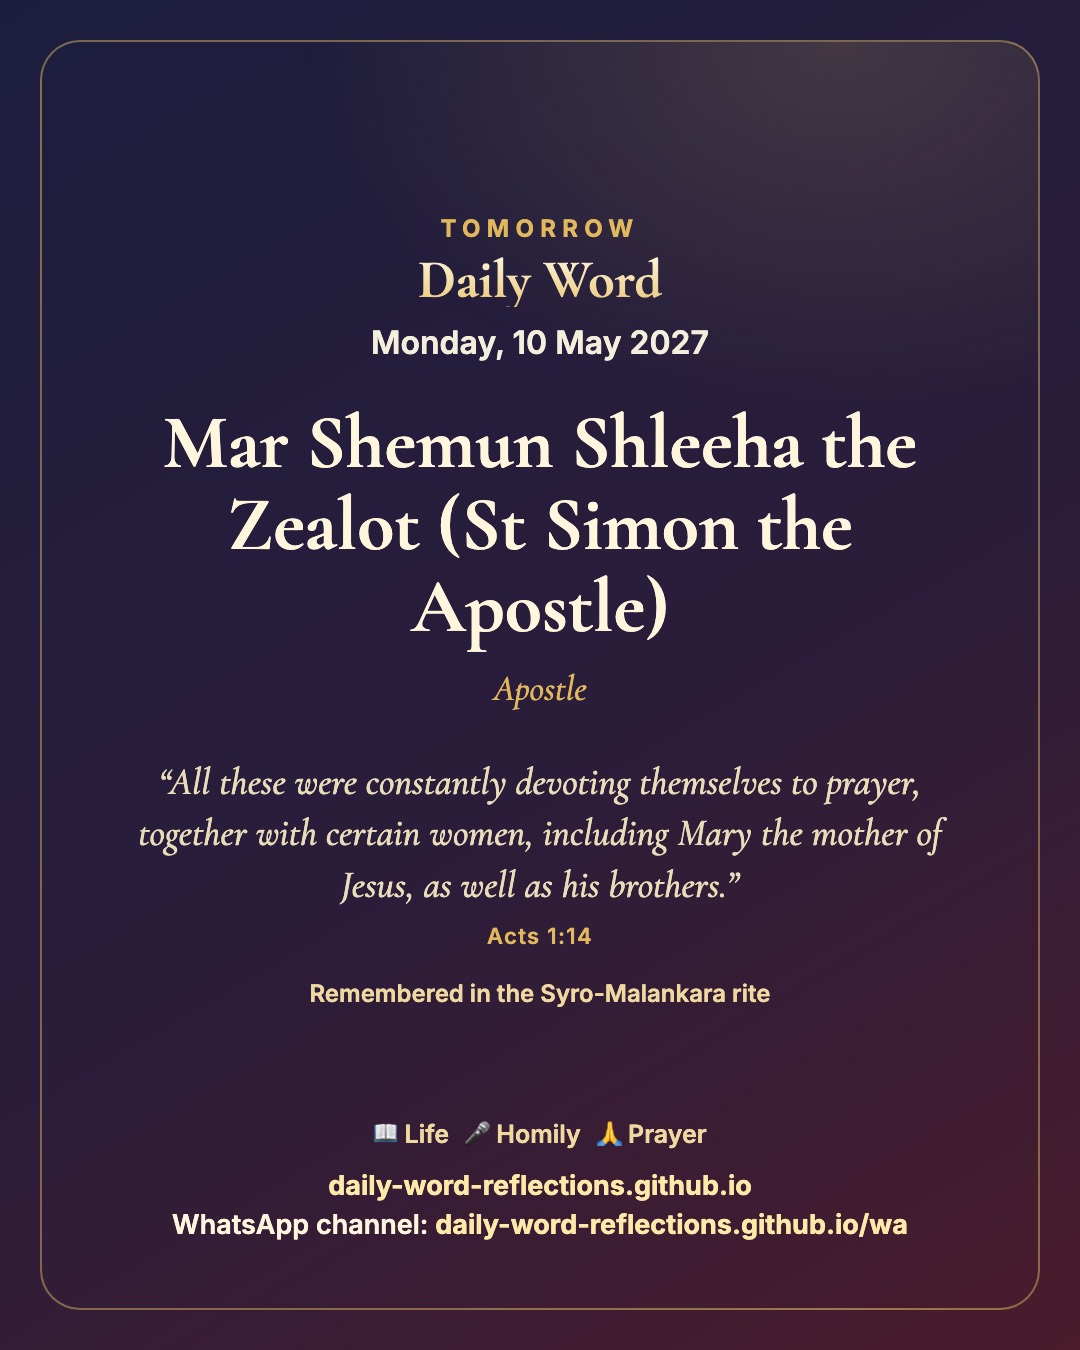 TOMORROW
Daily Word
Monday, 10 May 2027
Mar Shemun Shleeha the
Zealot (St Simon the
Apostle)
Apostle
“All these were constantly devoting themselves to prayer,
together with certain women, including Mary the mother of
Jesus, as well as his brothers.”
Acts 1:14
Remembered in the Syro-Malankara rite
📖 Life 🎤 Homily 🙏 Prayer
daily-word-reflections.github.io
WhatsApp channel: daily-word-reflections.github.io/wa